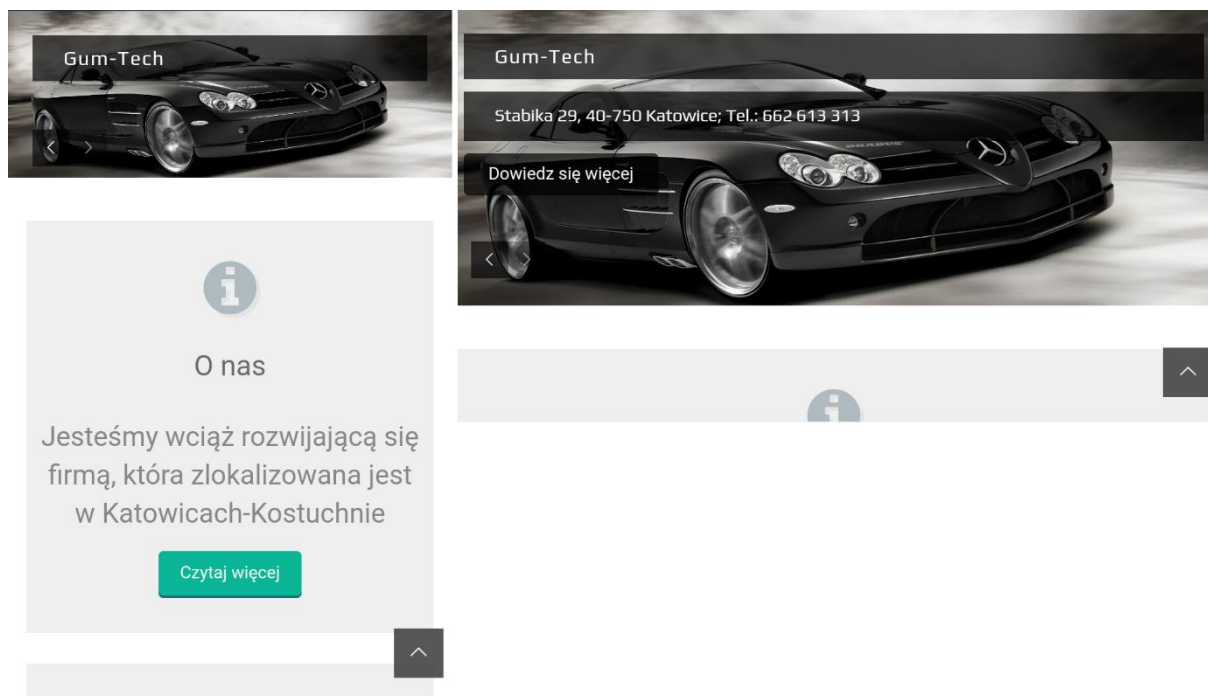 Gum-Tech
O nas
Jesteśmy wciąż rozwijającą się
firmą, która zlokalizowana jest
w Katowicach-Kostuchnie
Czytaj więcej
Gum-Tech
Stabika 29, 40-750 Katowice; Tel.: 662 613 313
BRABUS
Dowiedz się więcej